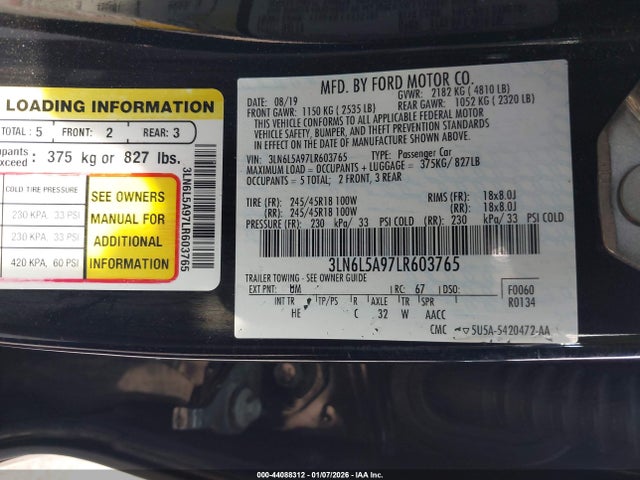 LOADING INFORMATION
TOTAL: 5 FRONT: 2 REAR: 3
pants
exceed: 375 kg or 827 lbs.
COLD TIRE PRESSURE
230 KPA, 33 PSI
230 KPA, 33 PSI
420 KPA, 60 PSI
SEE OWNERS
MANUAL FOR
ADDITIONAL
INFORMATION
3LN6L5A97LR603765
MFD. BY FORD MOTOR CO.
DATE: 08/19 GVWR: 2182 KG ( 4810 LB)
FRONT GAWR: 1150 KG ( 2535 LB) REAR GAWR: 1052 KG ( 2320 LB)
THIS VEHICLE CONFORMS TO ALL APPLICABLE FEDERAL MOTOR
VEHICLE SAFETY, BUMPER, AND THEFT PREVENTION STANDARDS
IN EFFECT ON THE DATE OF MANUFACTURE SHOWN ABOVE.
VIN: 3LN6L5A97LR603765 TYPE: Passenger Car
MAXIMUM LOAD = OCCUPANTS + LUGGAGE = 375KG/ 827LB
OCCUPANTS = 5 TOTAL; 2 FRONT, 3 REAR
TIRE (FR): 245/45R18 100W RIMS (FR): 18x8.0J
(RR): 245/45R18 100W (RR): 18x8.0J
PRESSURE (FR): 230 kPa/ 33 PSI COLD (RR): 230 kPa/ 33 PSI COLD
3LN6L5A97LR603765
TRAILER TOWING - SEE OWNER GUIDE
EXT PNT: UM RC: 67 DSO: F0060
INT TR TP/PS R AXLE TR SPR R0134
HE C 32 W AACC
CMC 5U5A-5420472-AA
000-44088312 - 01/07/2026 - IAA Inc.